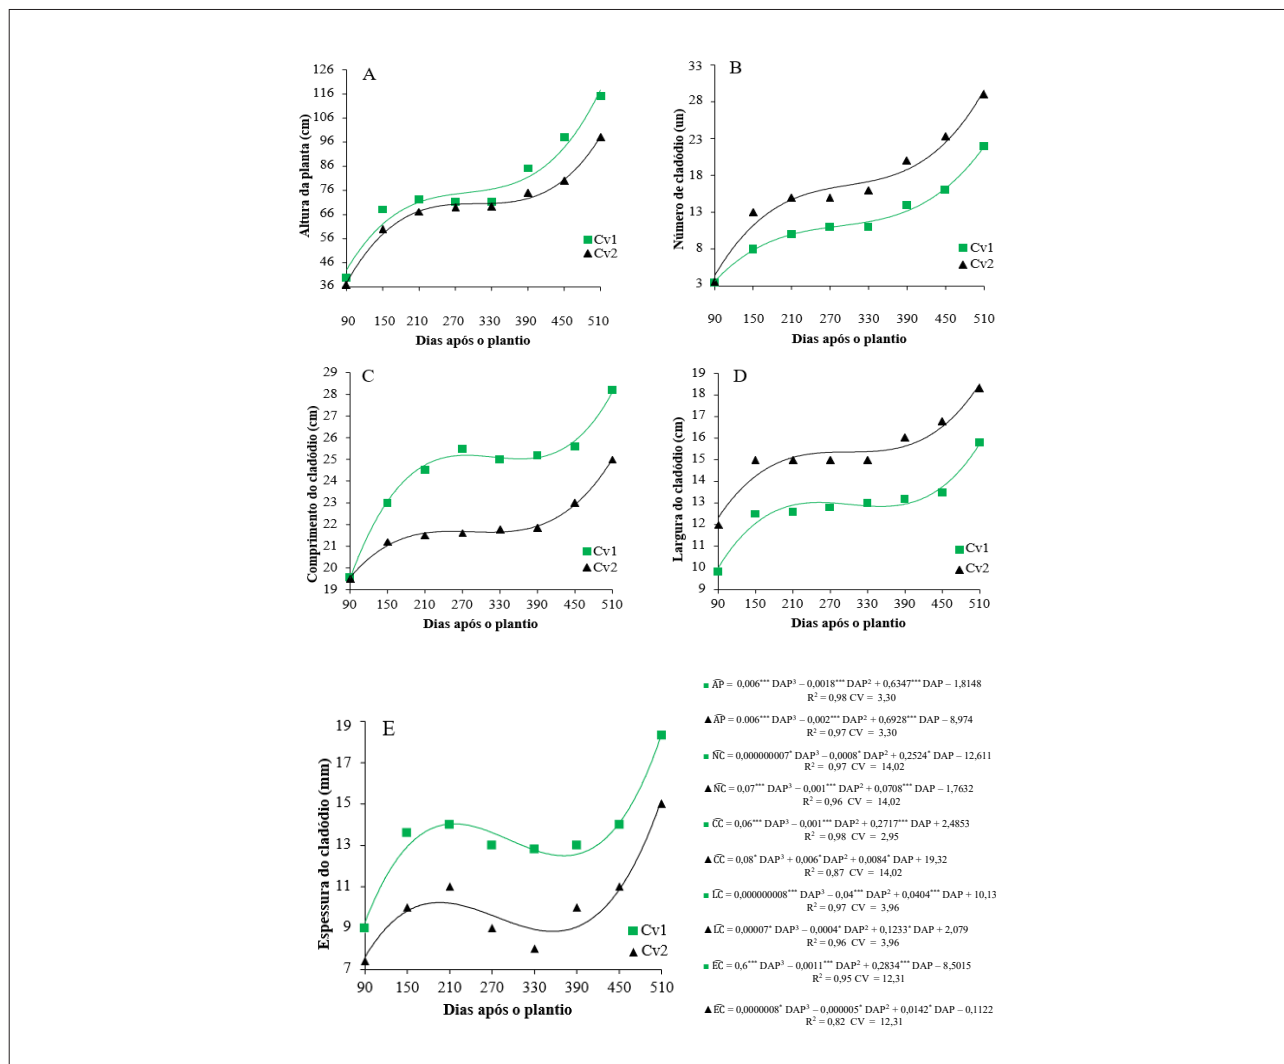 A
Altura da planta (cm)
126
116
106
96
86
76
66
56
46
36
Cv1
Cv2
90 150 210 270 330 390 450 510
Dias após o plantio
B
Número de cladódio (un)
33
28
23
18
13
8
3
Cv1
Cv2
90 150 210 270 330 390 450 510
Dias após o plantio
C
Comprimento do cladódio (cm)
29
28
27
26
25
24
23
22
21
20
19
Cv1
Cv2
90 150 210 270 330 390 450 510
Dias após o plantio
D
Largura do cladódio (cm)
19
18
17
16
15
14
13
12
11
10
9
Cv1
Cv2
90 150 210 270 330 390 450 510
Dias após o plantio
E
Espessura do cladódio (mm)
19
17
15
13
11
9
7
Cv1
Cv2
90 150 210 270 330 390 450 510
Dias após o plantio
A͡P = 0,006*** DAP³ – 0,0018*** DAP² + 0,6347*** DAP – 1,8148
R² = 0,98 CV = 3,30
A͡P = 0.006*** DAP³ – 0,002*** DAP² + 0,6928*** DAP – 8,974
R² = 0,97 CV = 3,30
N͡C = 0,000000007* DAP³ – 0,0008* DAP² + 0,2524* DAP – 12,611
R² = 0,97 CV = 14,02
N͡C = 0,07*** DAP³ – 0,001*** DAP² + 0,0708*** DAP – 1,7632
R² = 0,96 CV = 14,02
C͡C = 0,06*** DAP³ – 0,001*** DAP² + 0,2717*** DAP + 2,4853
R² = 0,98 CV = 2,95
C͡C = 0,08* DAP³ + 0,006* DAP² + 0,0084* DAP + 19,32
R² = 0,87 CV = 14,02
L͡C = 0,000000008*** DAP³ – 0,04*** DAP² + 0,0404*** DAP + 10,13
R² = 0,97 CV = 3,96
L͡C = 0,00007* DAP³ – 0,0004* DAP² + 0,1233* DAP + 2,079
R² = 0,96 CV = 3,96
E͡C = 0,6*** DAP³ – 0,0011*** DAP² + 0,2834*** DAP – 8,5015
R² = 0,95 CV = 12,31
E͡C = 0,0000008* DAP³ – 0,000005* DAP² + 0,0142* DAP – 0,1122
R² = 0,82 CV = 12,31